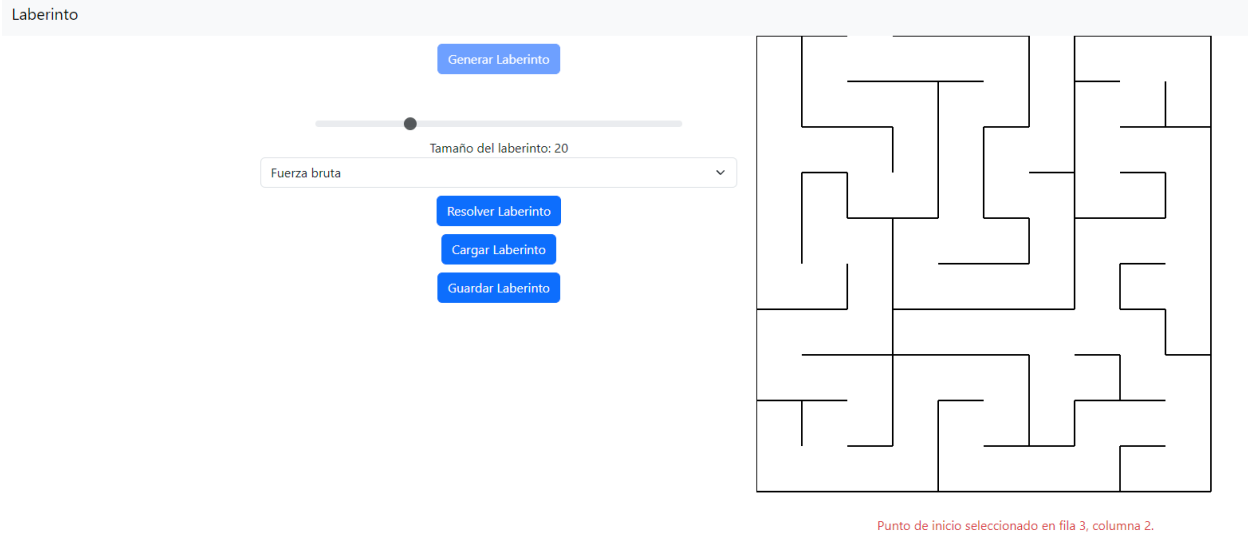 Laberinto
Generar Laberinto
Tamaño del laberinto: 20
Fuerza bruta
Resolver Laberinto
Cargar Laberinto
Guardar Laberinto
Punto de inicio seleccionado en fila 3, columna 2.